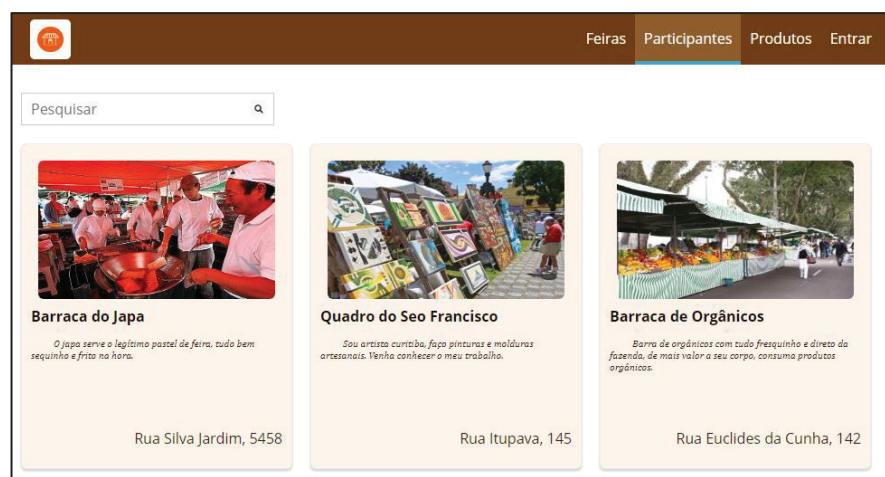 Feiras Participantes Produtos Entrar
Pesquisar
Barraca do Japa
O japa serve o legítimo pastel de feira, tudo bem
sequinho e frito na hora.
Rua Silva Jardim, 5458
Quadro do Seo Francisco
Sou artista curitiba, faço pinturas e molduras
artesanais. Venha conhecer o meu trabalho.
Rua Itupava, 145
Barraca de Orgânicos
Barra de orgânicos com tudo fresquinho e direto da
fazenda, de mais valor a seu corpo, consuma produtos
orgânicos.
Rua Euclides da Cunha, 142